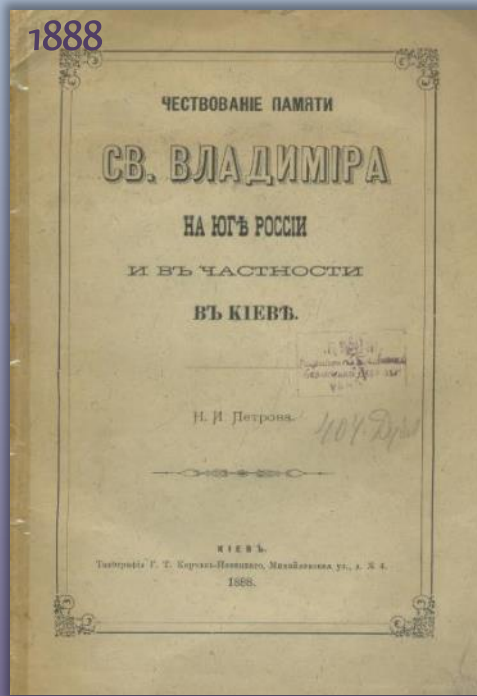 1888
ЧЕСТВОВАНІЕ ПАМЯТИ
СВ. ВЛАДИМІРА
НА ЮГѢ РОССІИ
И ВЪ ЧАСТНОСТИ
ВЪ КІЕВѢ.
Н. И. Петрова.
404.
КІЕВЪ.
Типографія Г. Т. Корчакъ-Новицкаго, Михайловская ул., д. № 4.
1888.